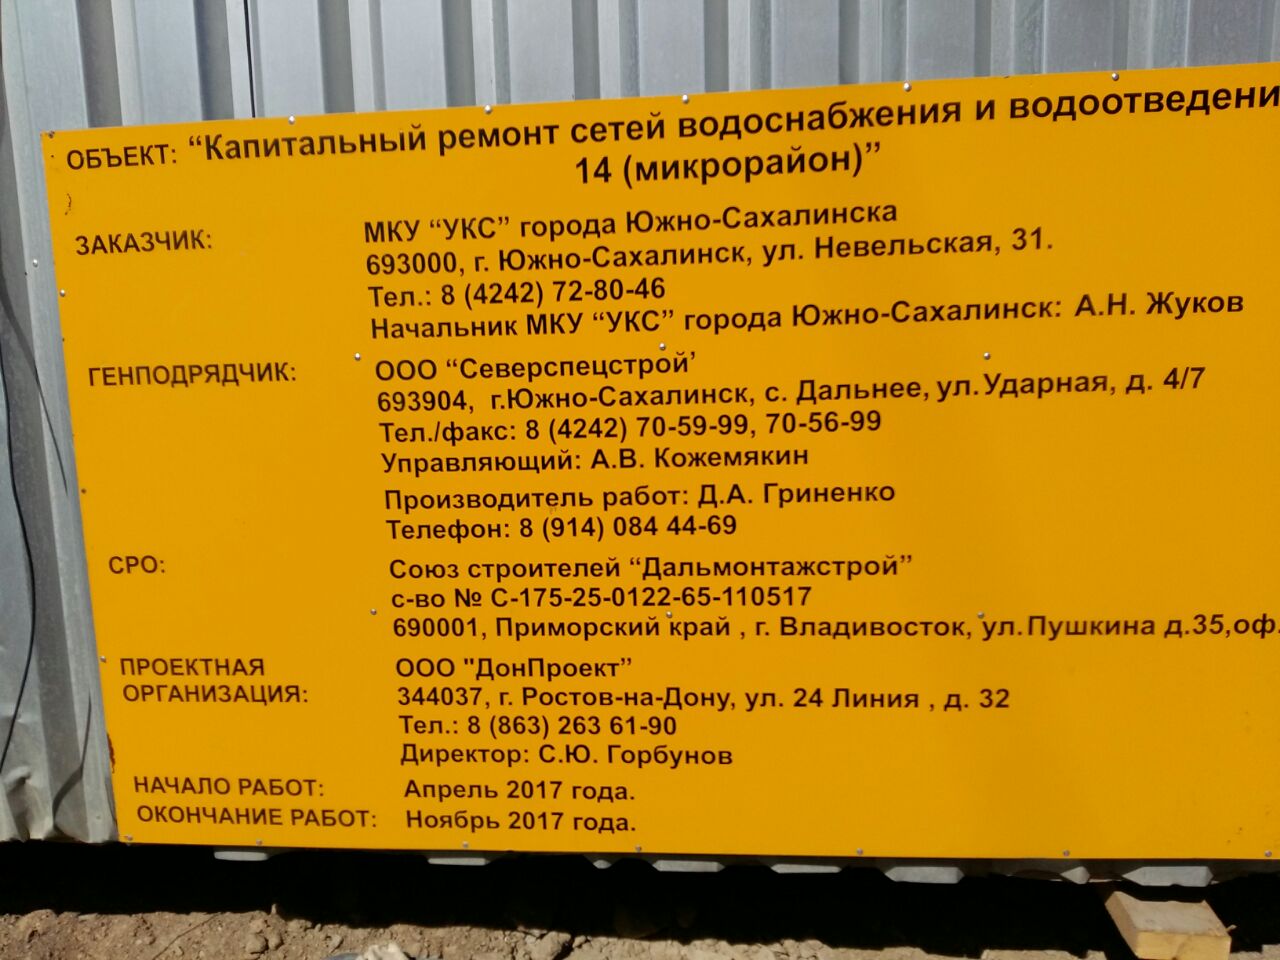 ОБЪЕКТ: “Капитальный ремонт сетей водоснабжения и водоотведени
14 (микрорайон)”
ЗАКАЗЧИК: МКУ “УКС” города Южно-Сахалинска
693000, г. Южно-Сахалинск, ул. Невельская, 31.
Тел.: 8 (4242) 72-80-46
Начальник МКУ “УКС” города Южно-Сахалинск: А.Н. Жуков
ГЕНПОДРЯДЧИК: ООО “Северспецстрой’
693904, г.Южно-Сахалинск, с. Дальнее, ул.Ударная, д. 4/7
Тел./факс: 8 (4242) 70-59-99, 70-56-99
Управляющий: А.В. Кожемякин
Производитель работ: Д.А. Гриненко
Телефон: 8 (914) 084 44-69
СРО: Союз строителей “Дальмонтажстрой”
с-во № С-175-25-0122-65-110517
690001, Приморский край , г. Владивосток, ул.Пушкина д.35,оф.
ПРОЕКТНАЯ ООО "ДонПроект”
ОРГАНИЗАЦИЯ: 344037, г. Ростов-на-Дону, ул. 24 Линия , д. 32
Тел.: 8 (863) 263 61-90
Директор: С.Ю. Горбунов
НАЧАЛО РАБОТ: Апрель 2017 года.
ОКОНЧАНИЕ РАБОТ: Ноябрь 2017 года.